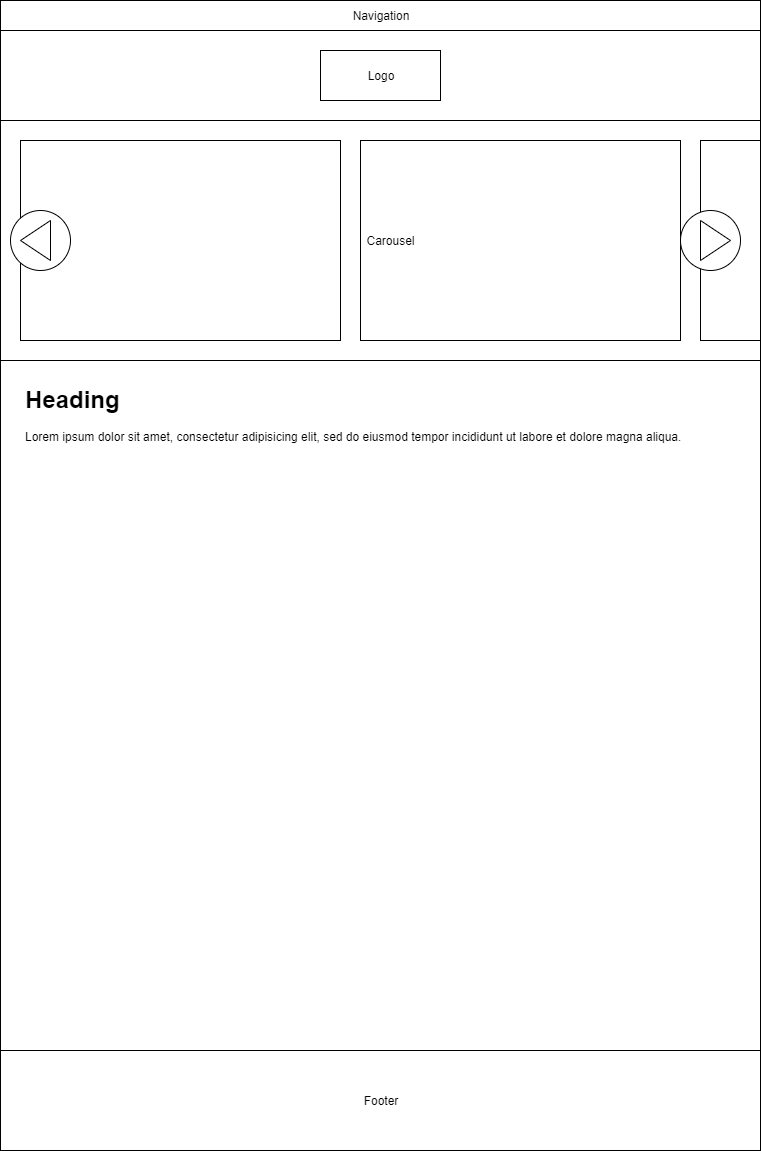 Navigation
Logo
Carousel
Heading
Lorem ipsum dolor sit amet, consectetur adipisicing elit, sed do eiusmod tempor incididunt ut labore et dolore magna aliqua.
Footer